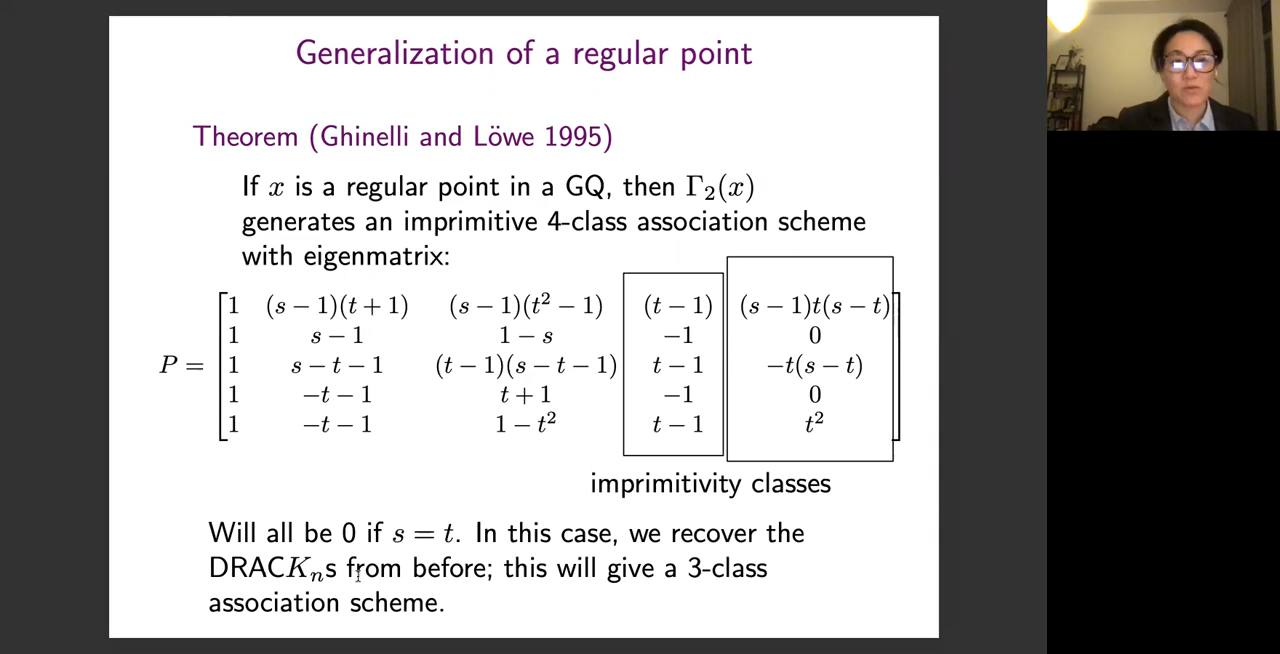 Generalization of a regular point
Theorem (Ghinelli and Löwe 1995)
If x is a regular point in a GQ, then Γ₂(x)
generates an imprimitive 4-class association scheme
with eigenmatrix:
P =
1 (s − 1)(t + 1) (s − 1)(t² − 1) (t − 1) (s − 1)t(s − t)
1 s − 1 1 − s −1 0
1 s − t − 1 (t − 1)(s − t − 1) t − 1 −t(s − t)
1 −t − 1 t + 1 −1 0
1 −t − 1 1 − t² t − 1 t²
imprimitivity classes
Will all be 0 if s = t. In this case, we recover the
DRACKₙs from before; this will give a 3-class
association scheme.